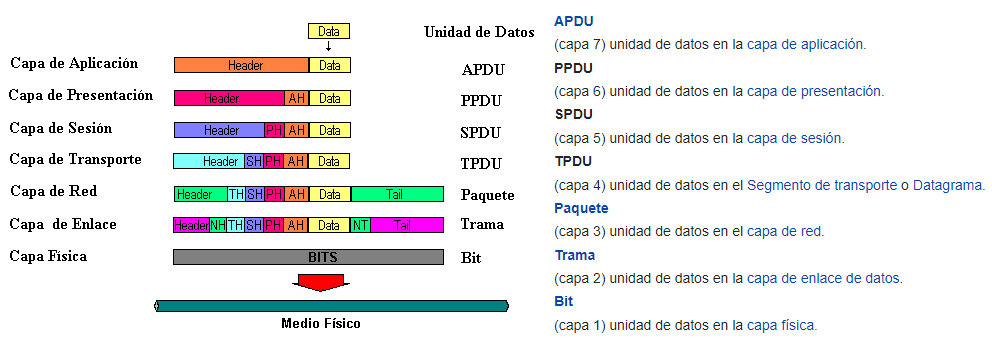 Data
Unidad de Datos
Capa de Aplicación Header Data APDU
Capa de Presentación Header AH Data PPDU
Capa de Sesión Header PH AH Data SPDU
Capa de Transporte Header SH PH AH Data TPDU
Capa de Red Header TH SH PH AH Data Tail Paquete
Capa de Enlace Header NH TH SH PH AH Data NT Tail Trama
Capa Física BITS Bit
Medio Físico
APDU
(capa 7) unidad de datos en la capa de aplicación.
PPDU
(capa 6) unidad de datos en la capa de presentación.
SPDU
(capa 5) unidad de datos en la capa de sesión.
TPDU
(capa 4) unidad de datos en el Segmento de transporte o Datagrama.
Paquete
(capa 3) unidad de datos en el capa de red.
Trama
(capa 2) unidad de datos en la capa de enlace de datos.
Bit
(capa 1) unidad de datos en la capa física.